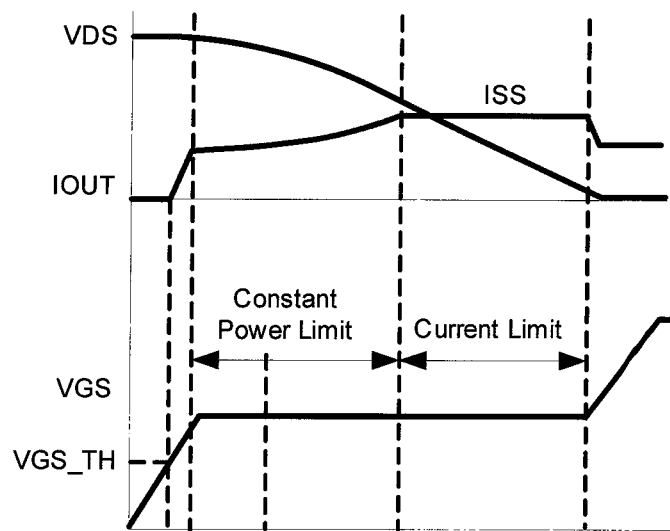 VDS
ISS
IOUT
Constant
Power Limit
Current Limit
VGS
VGS_TH